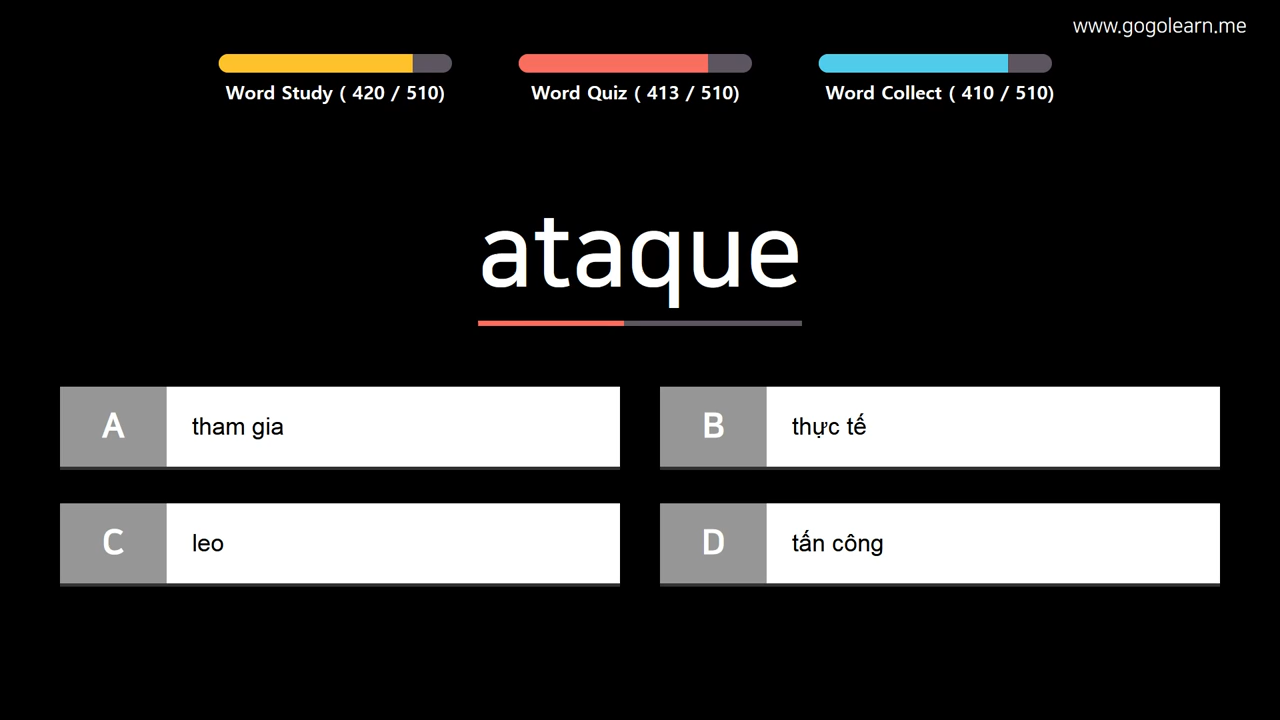 www.gogolearn.me
Word Study ( 420 / 510)
Word Quiz ( 413 / 510)
Word Collect ( 410 / 510)
ataque
A
tham gia
B
thực tế
C
leo
D
tấn công